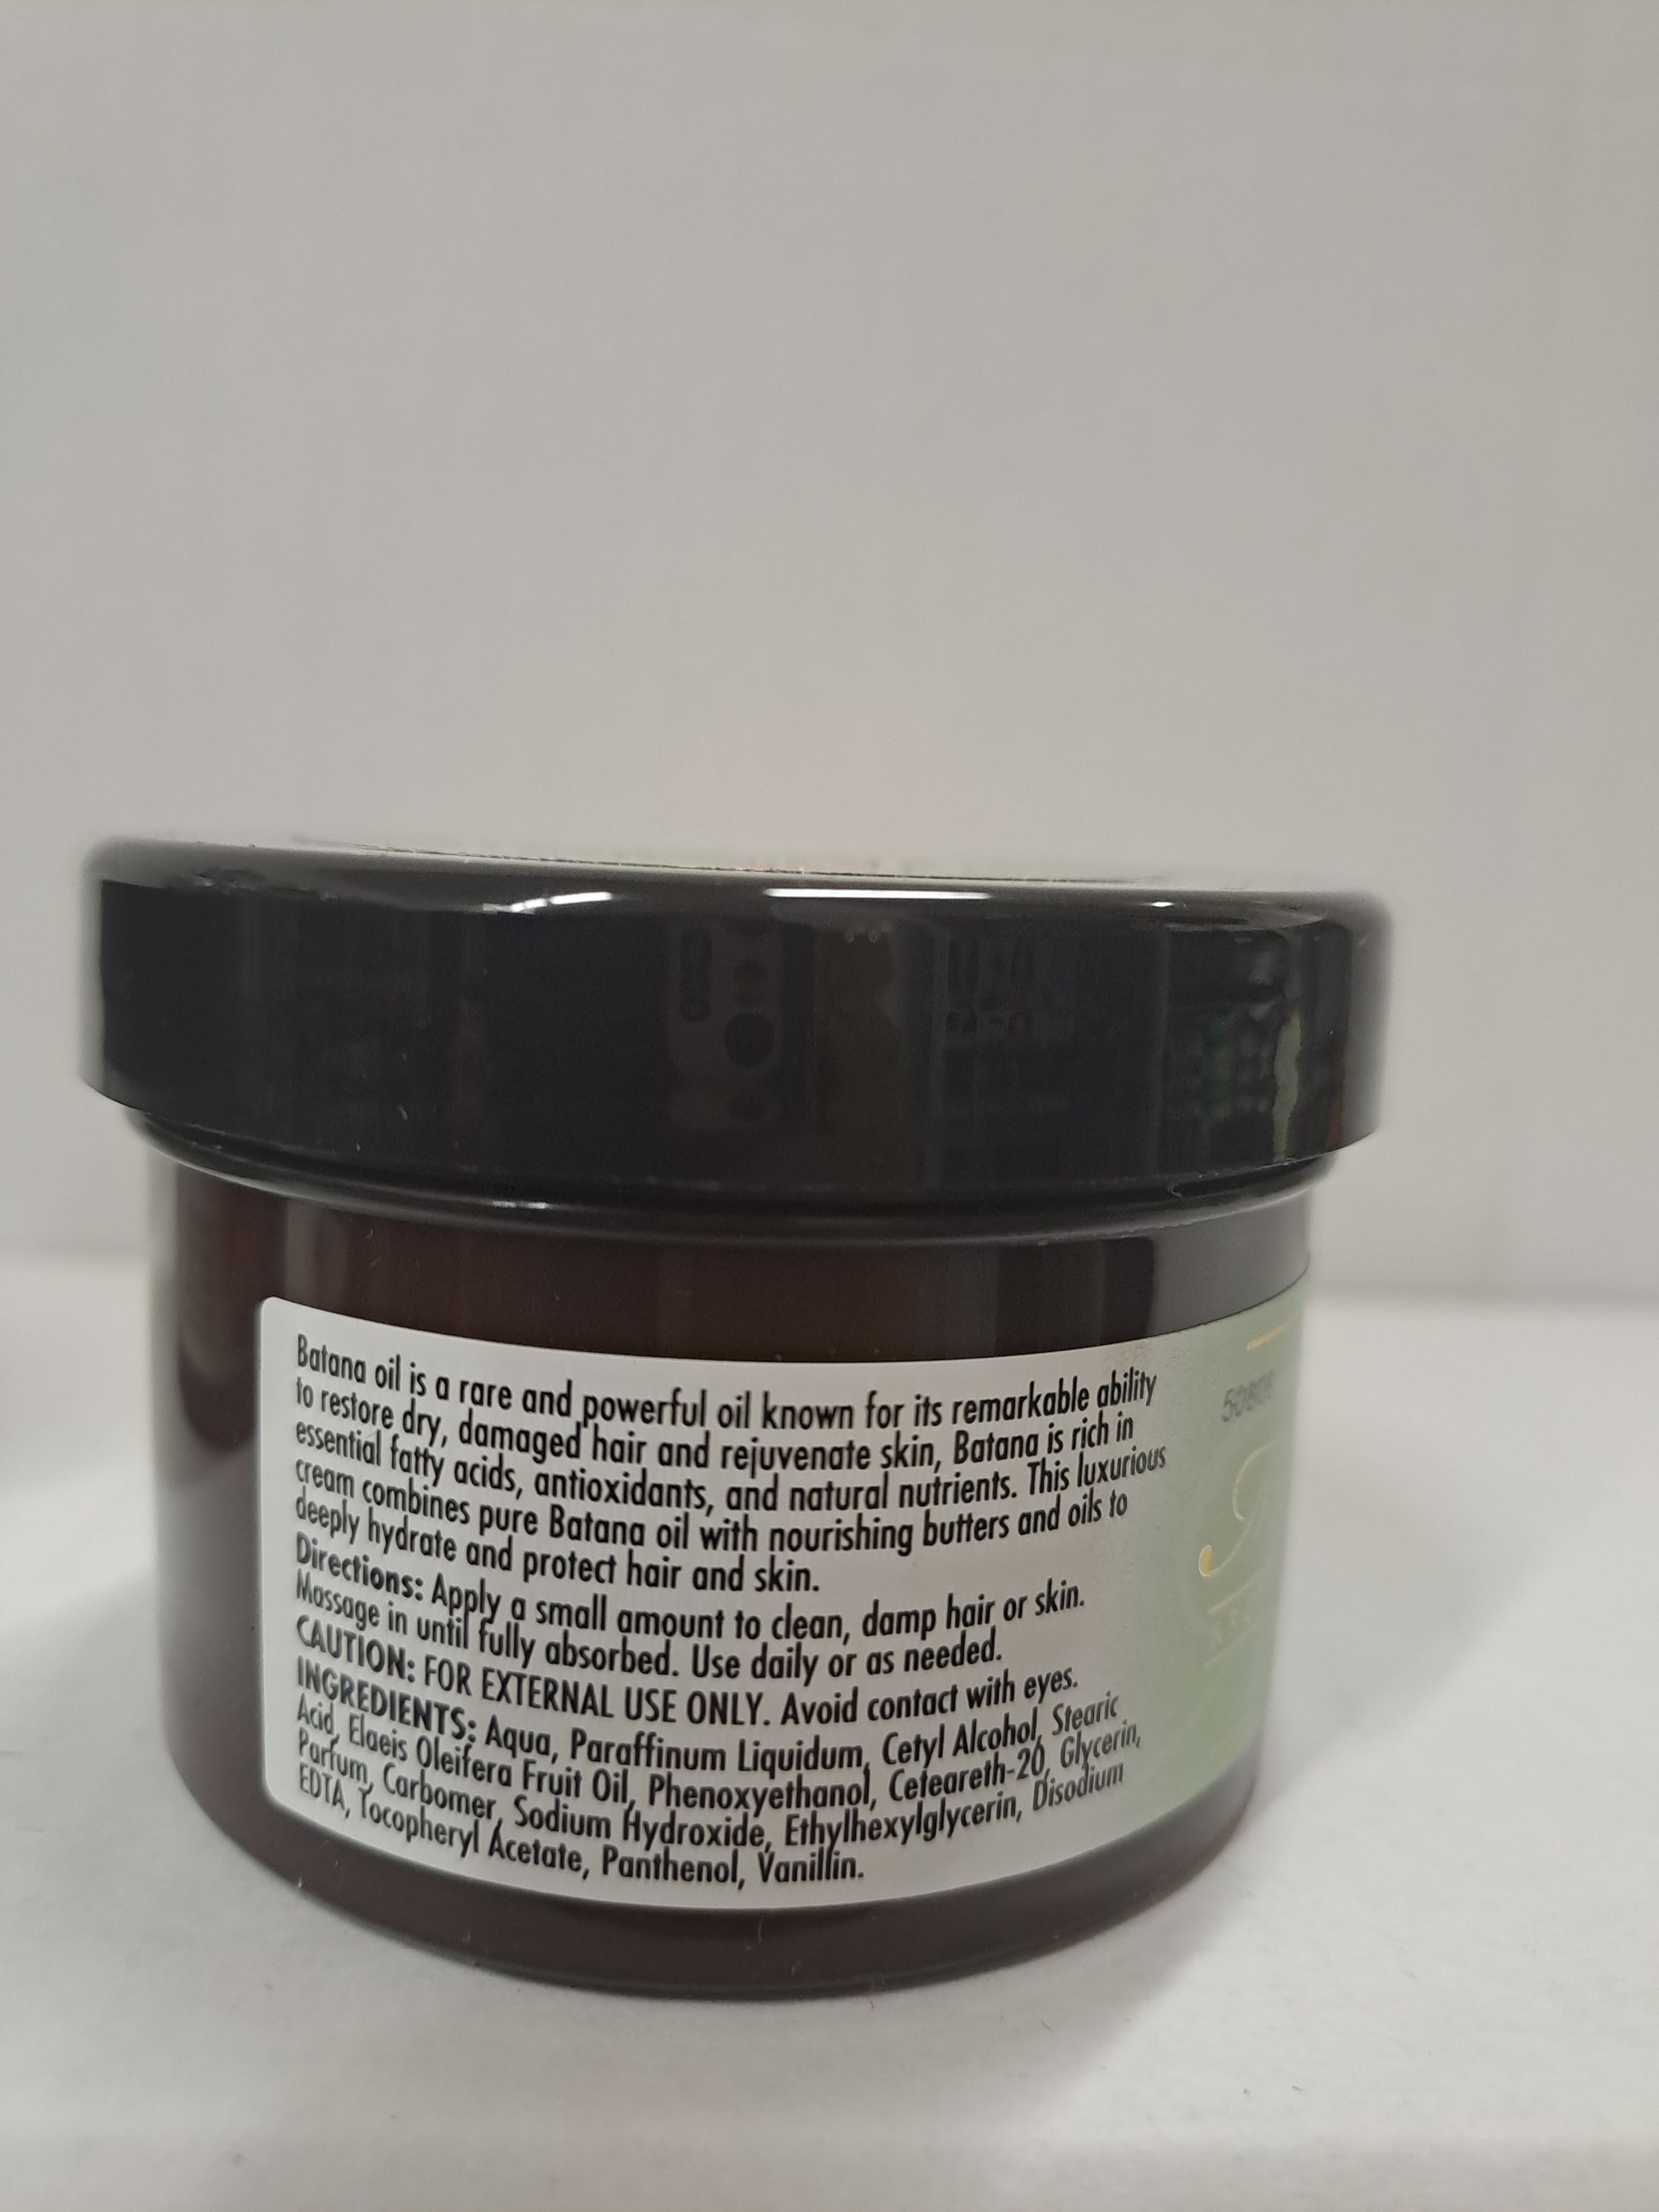 Batana oil is a rare and powerful oil known for its remarkable ability
to restore dry, damaged hair and rejuvenate skin, Batana is rich in
essential fatty acids, antioxidants, and natural nutrients. This luxurious
cream combines pure Batana oil with nourishing butters and oils to
deeply hydrate and protect hair and skin.
Directions: Apply a small amount to clean, damp hair or skin.
Massage in until fully absorbed. Use daily or as needed.
CAUTION: FOR EXTERNAL USE ONLY. Avoid contact with eyes.
INGREDIENTS: Aqua, Paraffinum Liquidum, Cetyl Alcohol, Stearic
Acid, Elaeis Oleifera Fruit Oil, Phenoxyethanol, Ceteareth-20, Glycerin,
Parfum, Carbomer, Sodium Hydroxide, Ethylhexylglycerin, Disodium
EDTA, Tocopheryl Acetate, Panthenol, Vanillin.